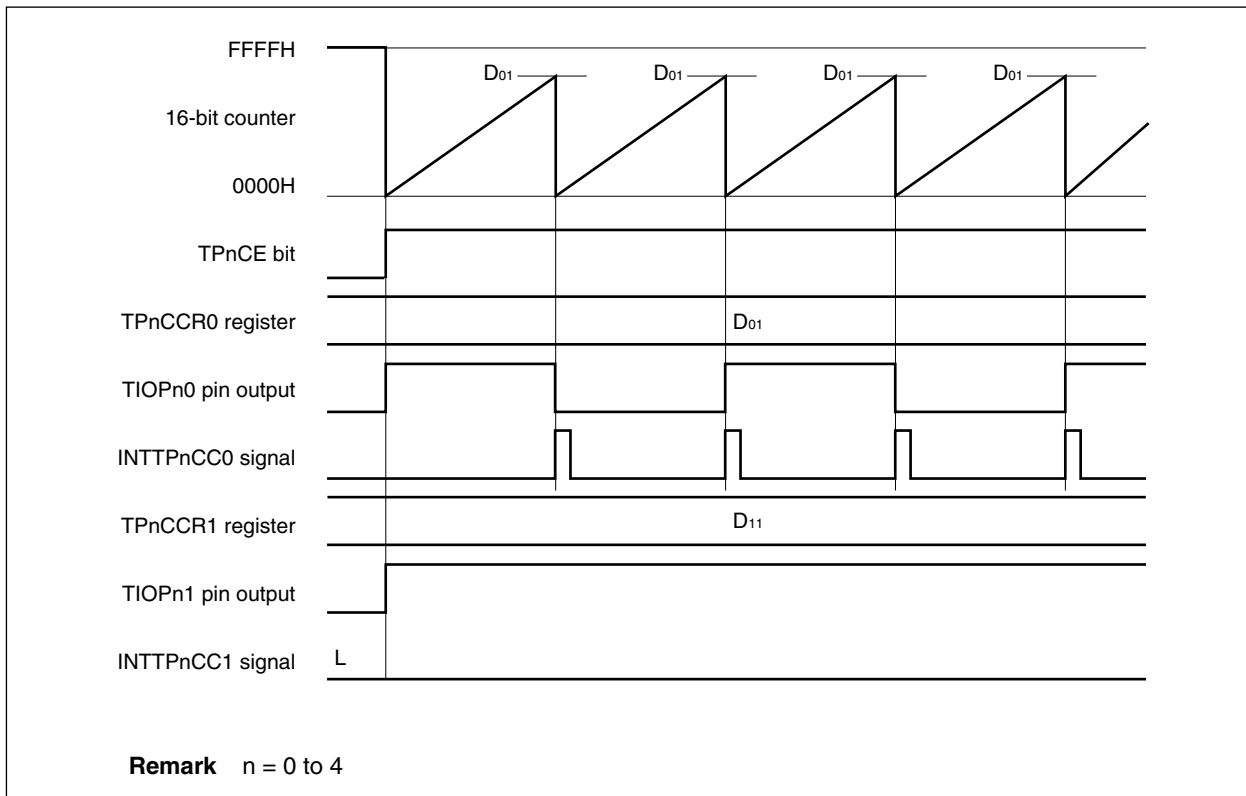 FFFFH
D01 D01 D01 D01
16-bit counter
0000H
TPnCE bit
TPnCCR0 register
D01
TIOPn0 pin output
INTTPnCC0 signal
TPnCCR1 register
D11
TIOPn1 pin output
INTTPnCC1 signal
L
Remark n = 0 to 4